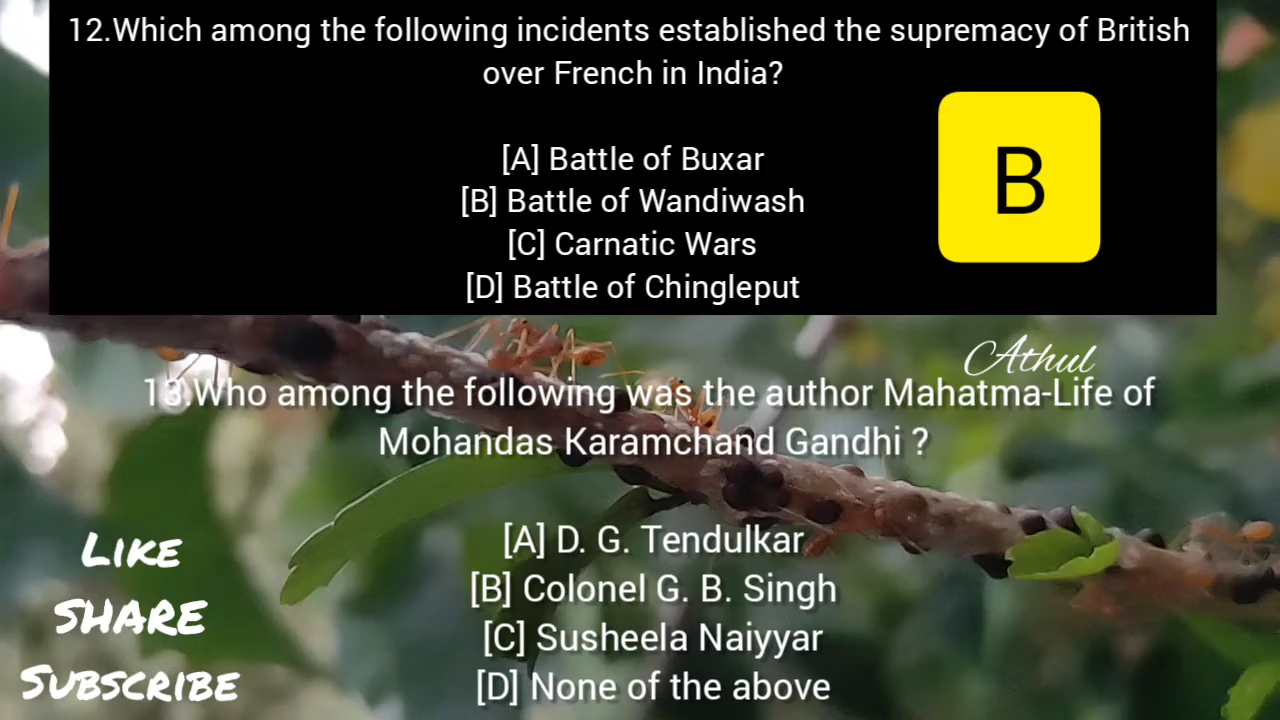 12.Which among the following incidents established the supremacy of British
over French in India?
[A] Battle of Buxar
[B] Battle of Wandiwash
[C] Carnatic Wars
[D] Battle of Chingleput
B
Athul
13.Who among the following was the author Mahatma-Life of
Mohandas Karamchand Gandhi ?
[A] D. G. Tendulkar
[B] Colonel G. B. Singh
[C] Susheela Naiyyar
[D] None of the above
LIKE
SHARE
SUBSCRIBE